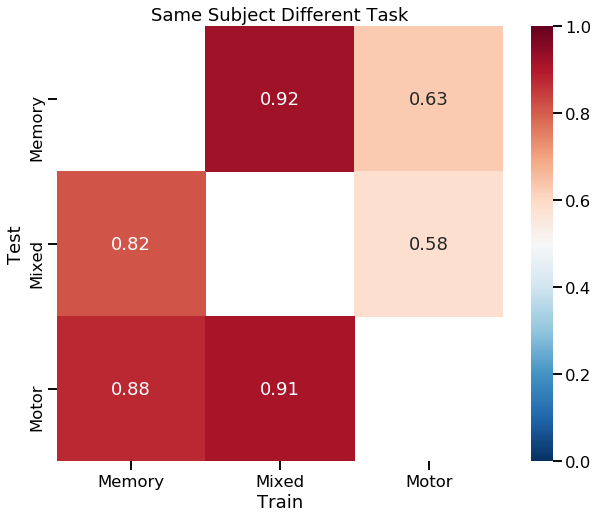 Same Subject Different Task
Test
Memory
Mixed
Motor
0.92
0.63
0.82
0.58
0.88
0.91
Memory
Mixed
Motor
Train
1.0
0.8
0.6
0.4
0.2
0.0